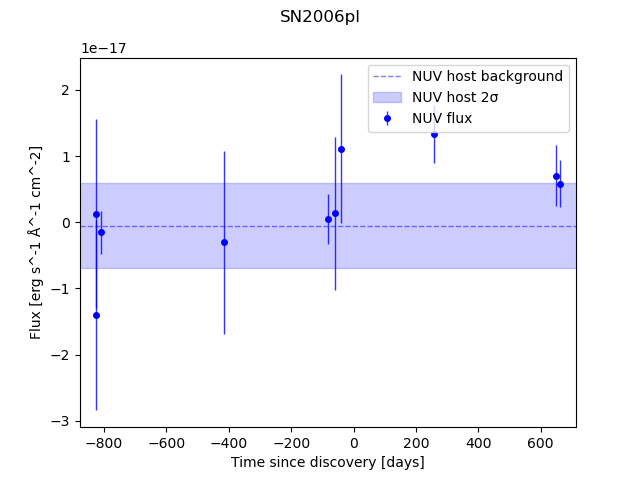 SN2006pl
1e−17
NUV host background
NUV host 2σ
NUV flux
2
1
0
−1
−2
−3
Flux [erg s^-1 Å^-1 cm^-2]
−800
−600
−400
−200
0
200
400
600
Time since discovery [days]